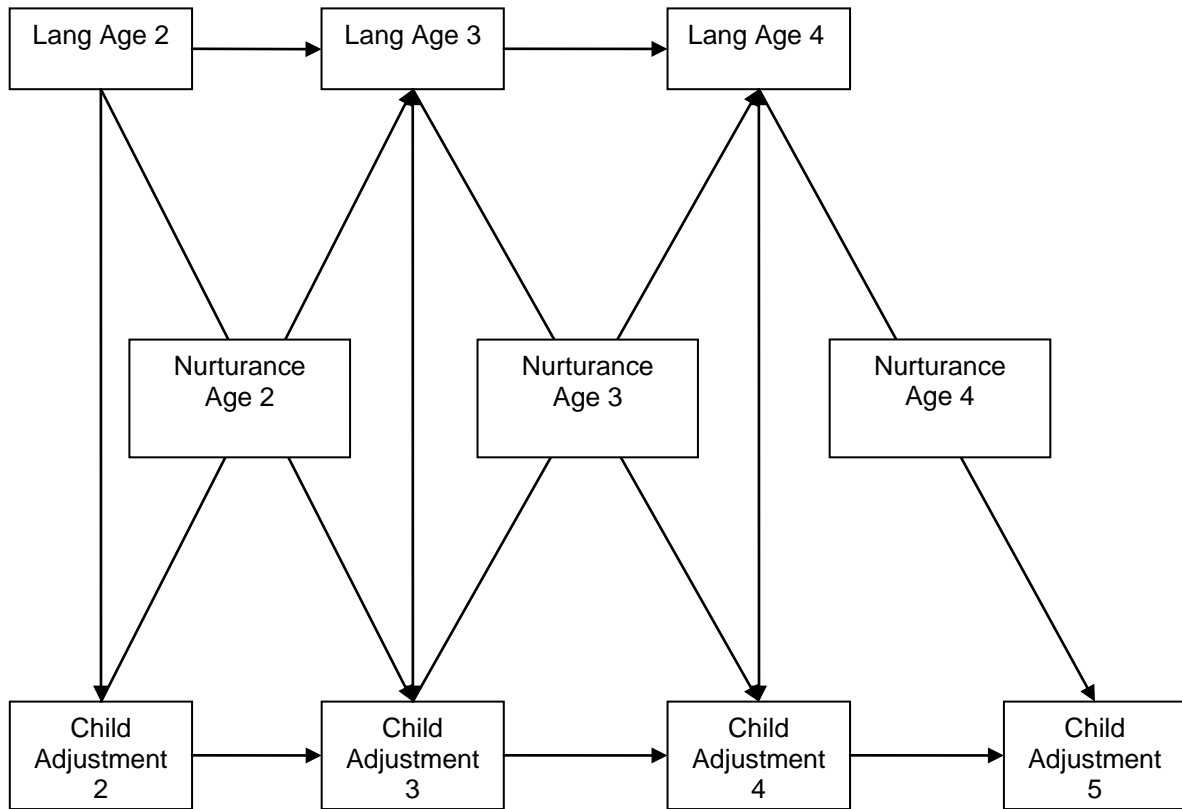 Lang Age 2
Lang Age 3
Lang Age 4
Nurturance
Age 2
Nurturance
Age 3
Nurturance
Age 4
Child
Adjustment
2
Child
Adjustment
3
Child
Adjustment
4
Child
Adjustment
5